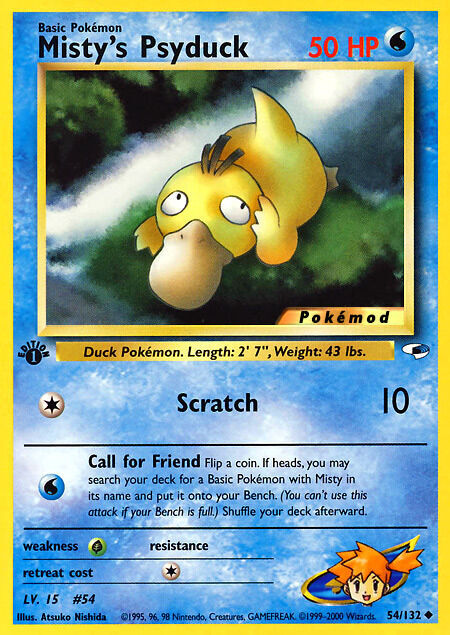 Basic Pokémon
Misty's Psyduck 50 HP
Pokémod
EDITION 1
Duck Pokémon. Length: 2' 7", Weight: 43 lbs.
Scratch 10
Call for Friend Flip a coin. If heads, you may
search your deck for a Basic Pokémon with Misty in
its name and put it onto your Bench. (You can't use this
attack if your Bench is full.) Shuffle your deck afterward.
weakness resistance
retreat cost
LV. 15 #54
Illus. Atsuko Nishida ©1995, 96, 98 Nintendo, Creatures, GAMEFREAK. ©1999-2000 Wizards. 54/132